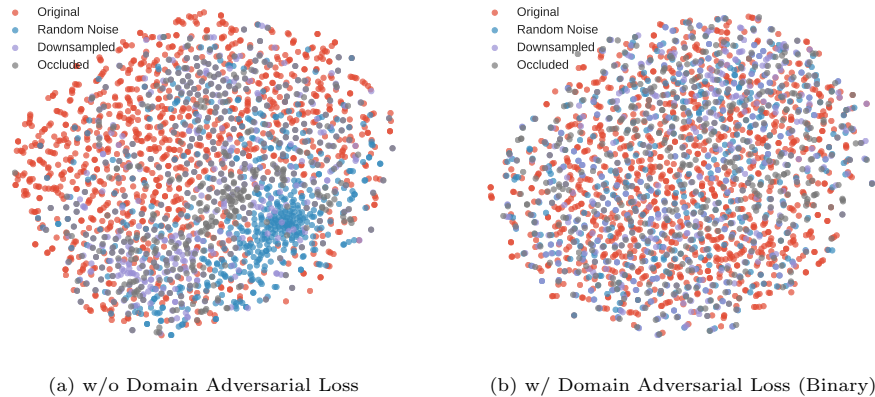 Original
Random Noise
Downsampled
Occluded
Original
Random Noise
Downsampled
Occluded
(a) w/o Domain Adversarial Loss
(b) w/ Domain Adversarial Loss (Binary)